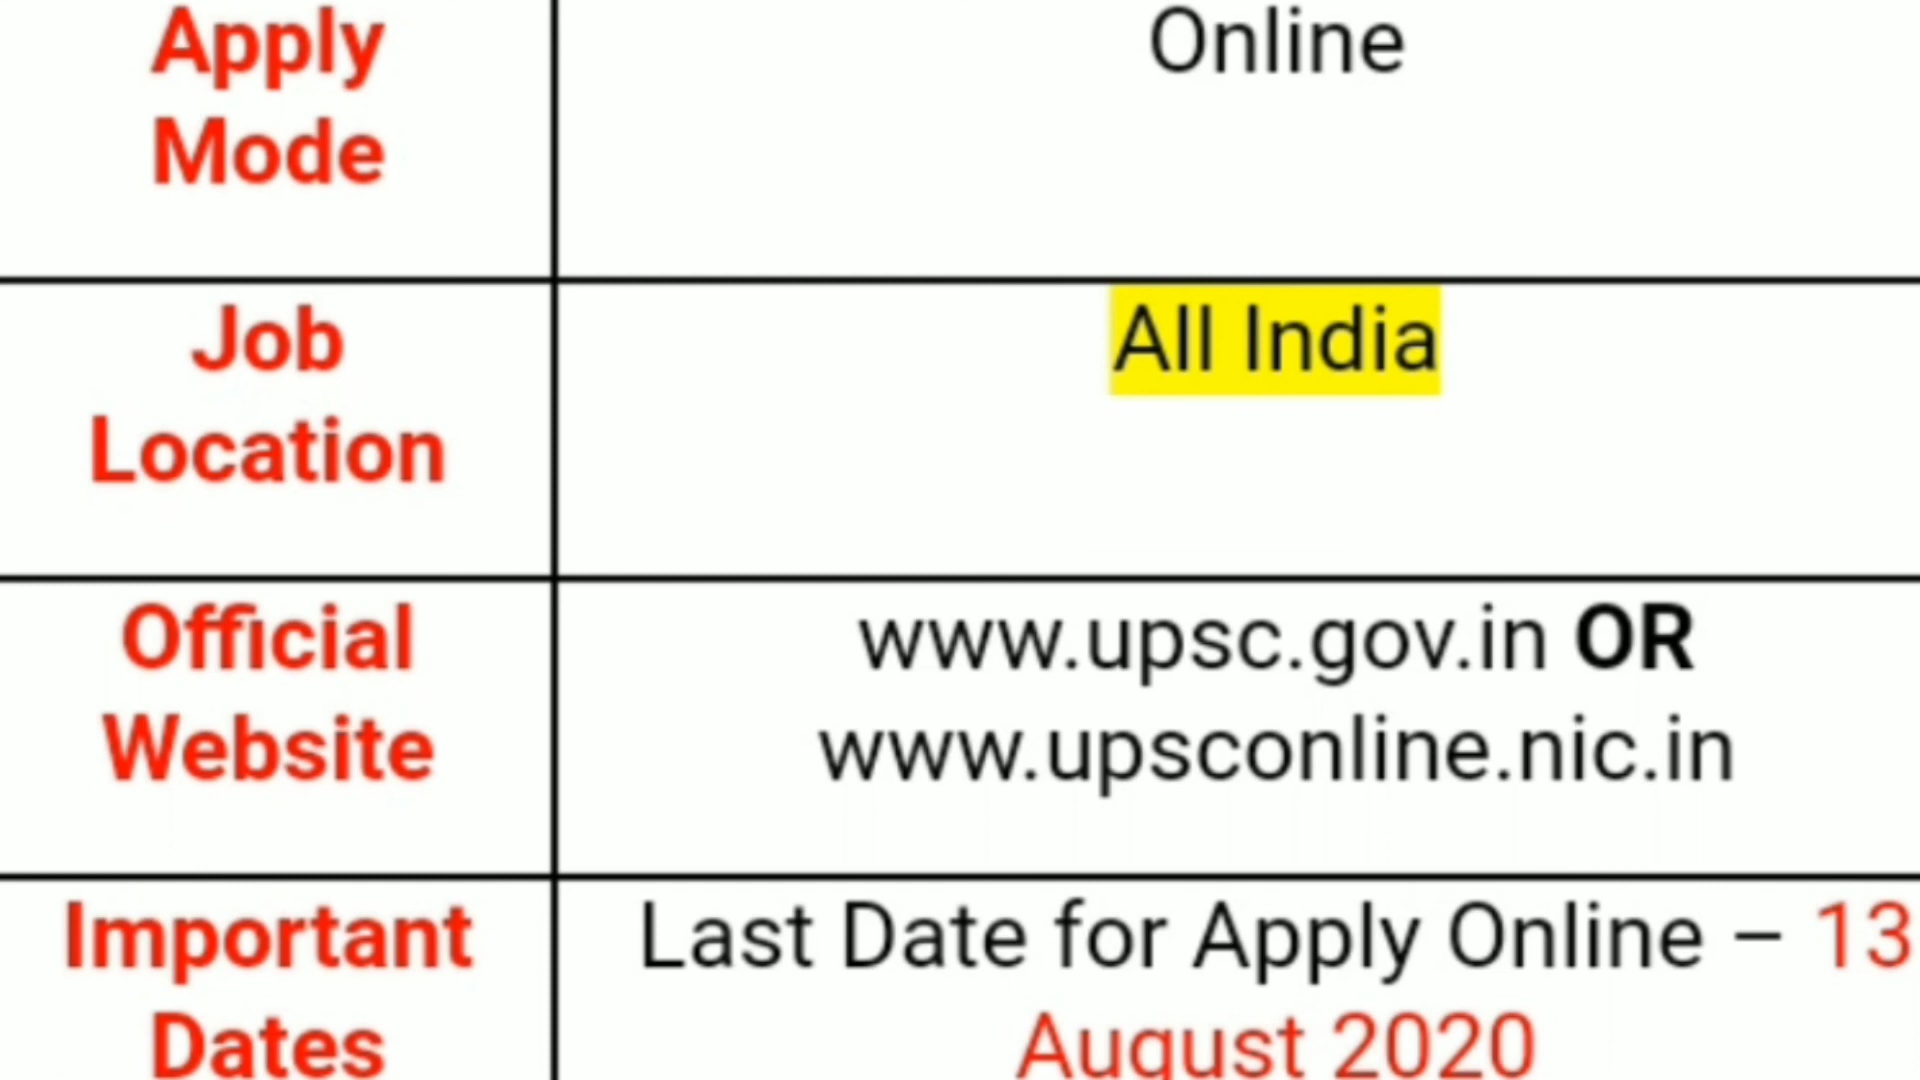 Apply
Mode
Online
Job
Location
All India
Official
Website
www.upsc.gov.in OR
www.upsconline.nic.in
Important
Dates
Last Date for Apply Online – 13
August 2020